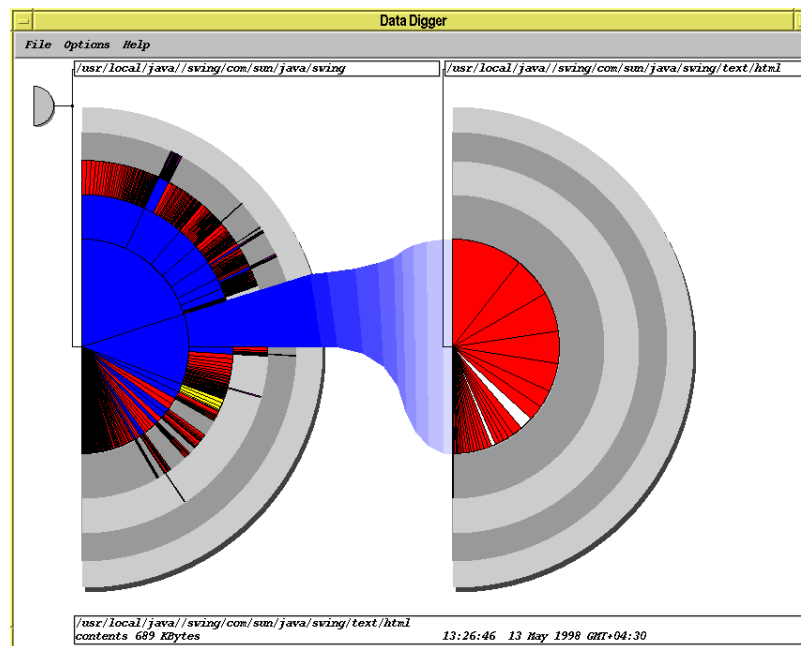 Data Digger
File Options Help
/usr/local/java//swing/com/sun/java/swing
/usr/local/java//swing/com/sun/java/swing/text/html
/usr/local/java//swing/com/sun/java/swing/text/html
contents 689 KBytes 13:26:46 13 May 1998 GMT+04:30